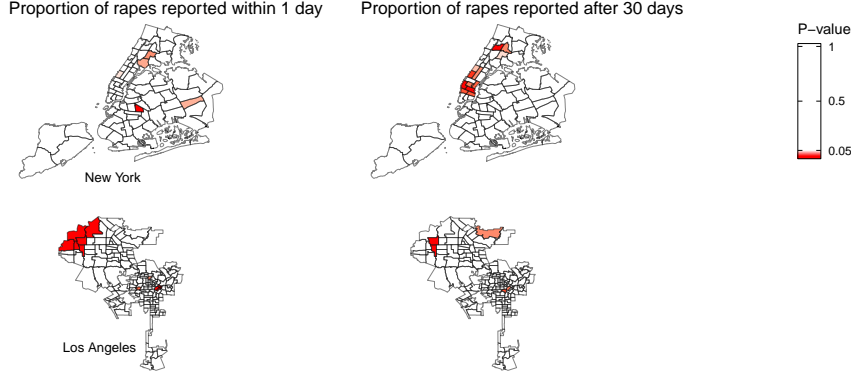 Proportion of rapes reported within 1 day
Proportion of rapes reported after 30 days
P−value
1
0.5
0.05
New York
Los Angeles